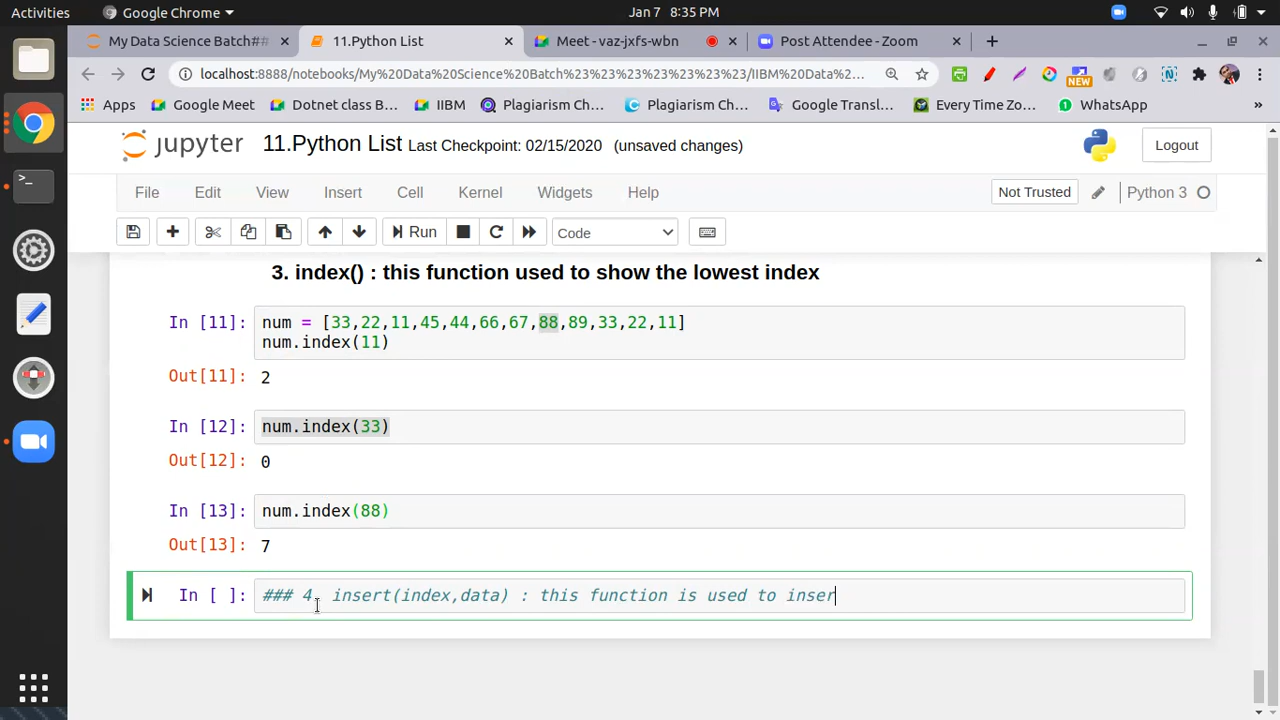 Activities
Google Chrome
Jan 7 8:35 PM
My Data Science Batch##
11.Python List
Meet - vaz-jxfs-wbn
Post Attendee - Zoom
localhost:8888/notebooks/My%20Data%20Science%20Batch%23%23%23%23%23%23%23/IIBM%20Data%2...
NEW
Apps
Google Meet
Dotnet class B...
IIBM
Plagiarism Ch...
Plagiarism Ch...
Google Transl...
Every Time Zo...
WhatsApp
»
jupyter
11.Python List Last Checkpoint: 02/15/2020 (unsaved changes)
Logout
File Edit View Insert Cell Kernel Widgets Help
Not Trusted
Python 3
Run
Code
3. index() : this function used to show the lowest index
In [11]: num = [33,22,11,45,44,66,67,88,89,33,22,11]
num.index(11)
Out[11]: 2
In [12]: num.index(33)
Out[12]: 0
In [13]: num.index(88)
Out[13]: 7
In [ ]: ### 4. insert(index,data) : this function is used to inser